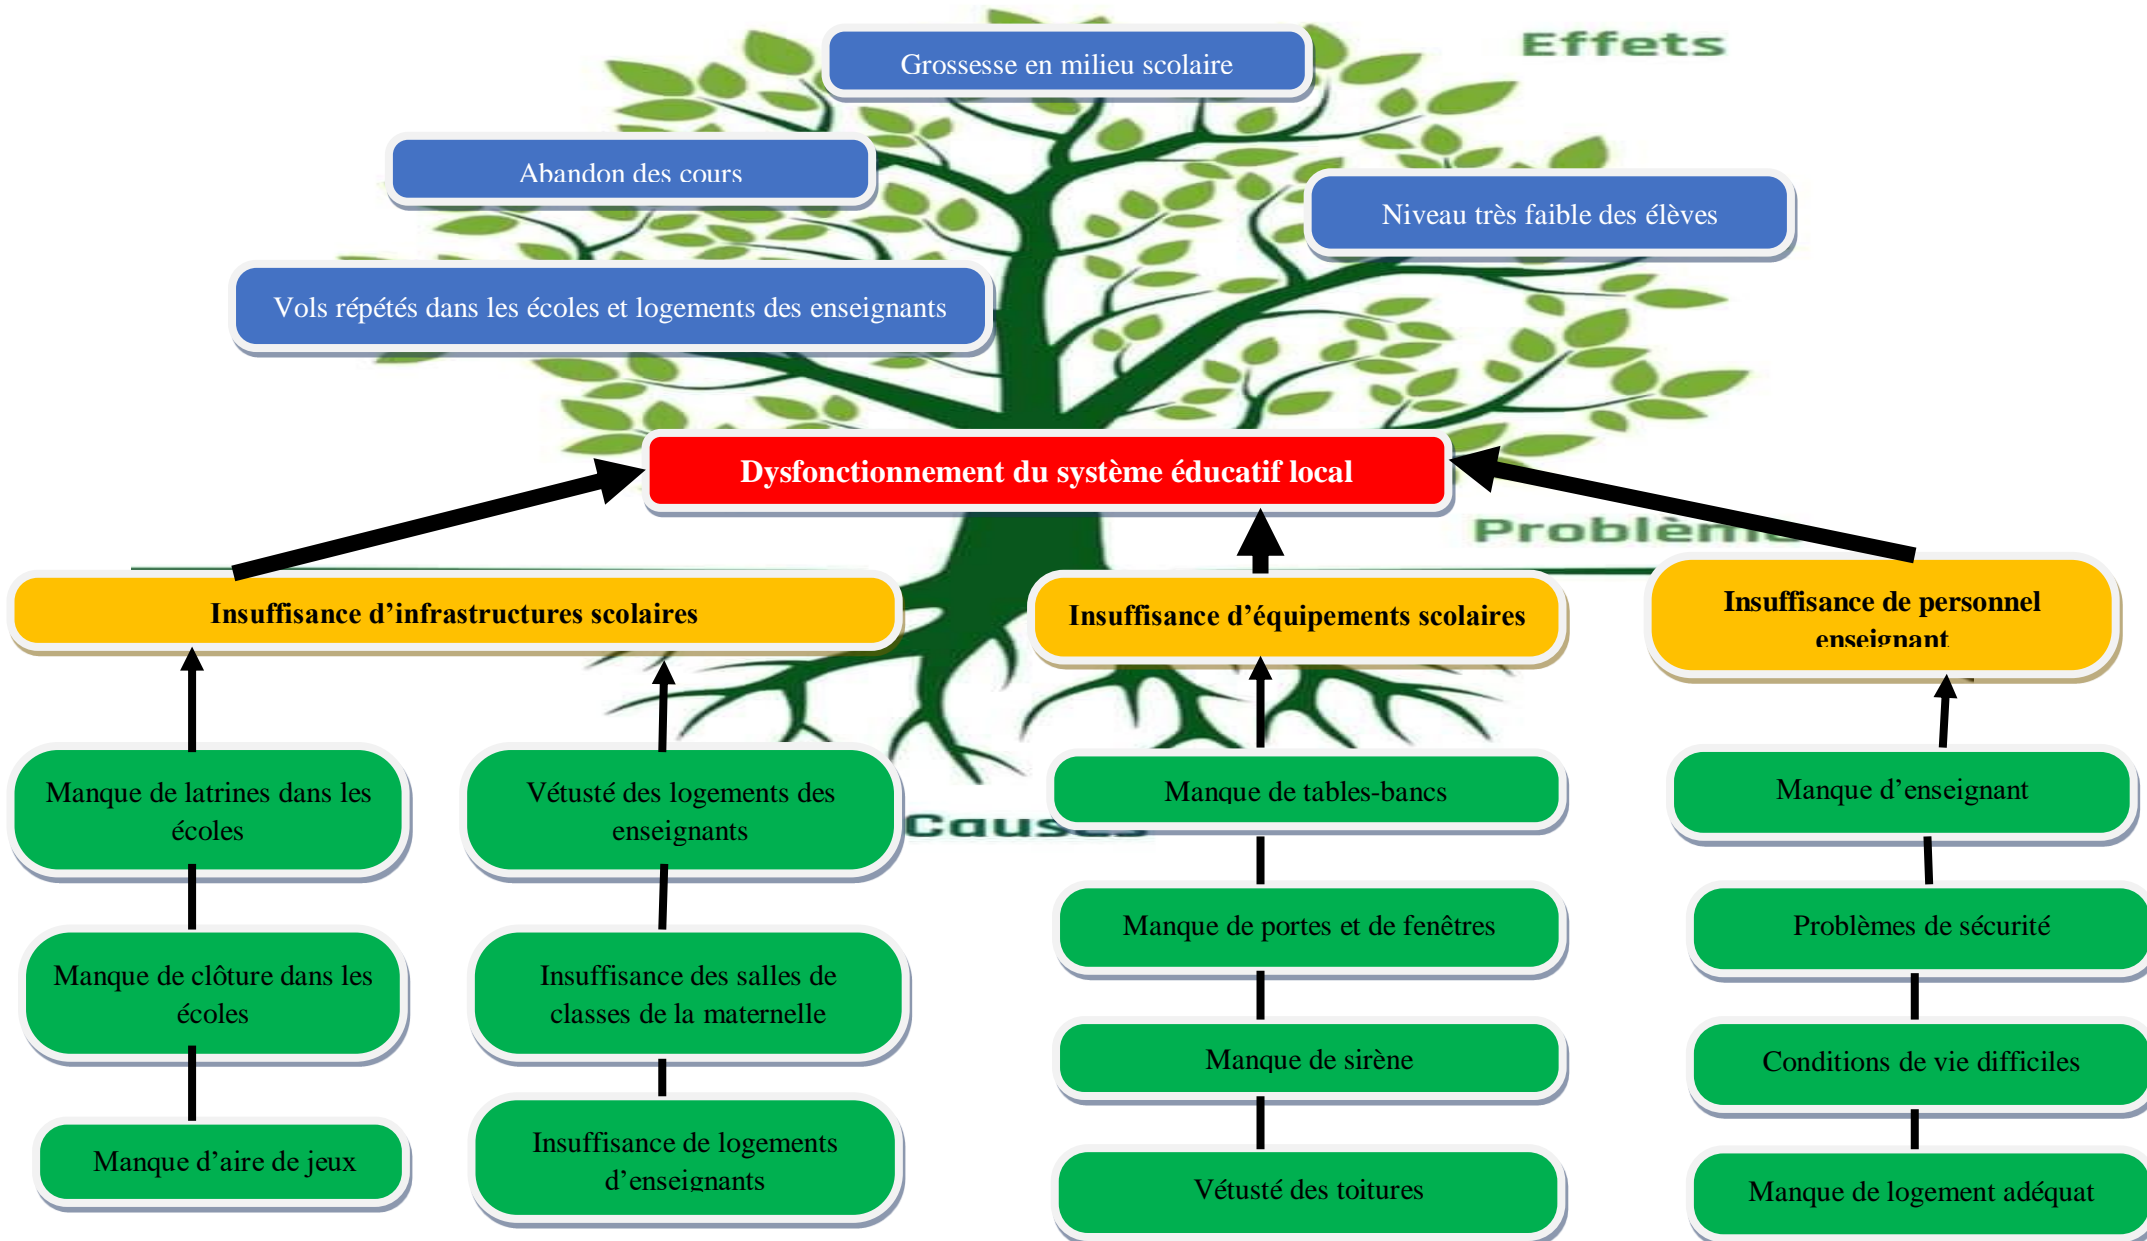 Effets
Grossesse en milieu scolaire
Abandon des cours
Niveau très faible des élèves
Vols répétés dans les écoles et logements des enseignants
Dysfonctionnement du système éducatif local
Problème
Insuffisance d’infrastructures scolaires
Insuffisance d’équipements scolaires
Insuffisance de personnel
enseignant
Manque de latrines dans les
écoles
Vétusté des logements des
enseignants
Manque de tables-bancs
Manque d’enseignant
Causes
Manque de clôture dans les
écoles
Insuffisance des salles de
classes de la maternelle
Manque de portes et de fenêtres
Problèmes de sécurité
Manque de sirène
Conditions de vie difficiles
Manque d’aire de jeux
Insuffisance de logements
d’enseignants
Vétusté des toitures
Manque de logement adéquat